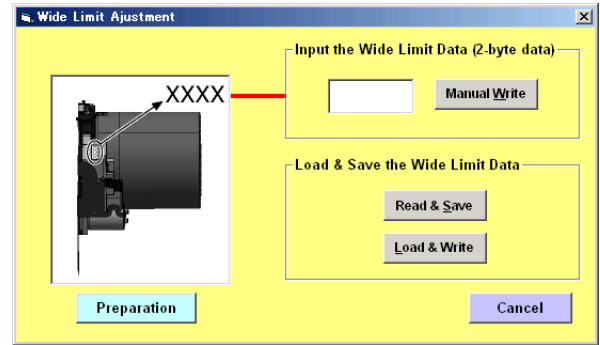 Wide Limit Ajustment
Input the Wide Limit Data (2-byte data)
XXXX
Manual Write
Load & Save the Wide Limit Data
Read & Save
Load & Write
Preparation
Cancel